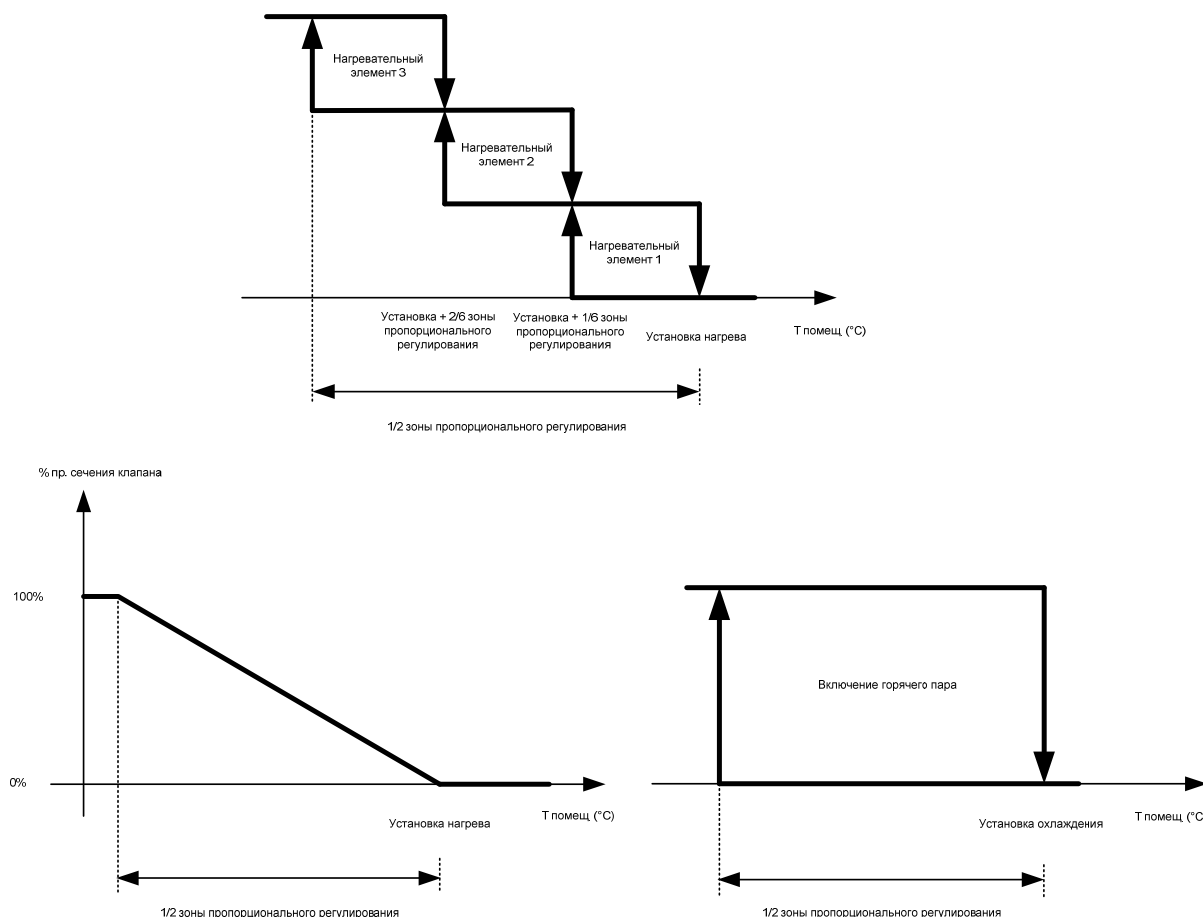 Нагревательный
элемент 3
Нагревательный
элемент 2
Нагревательный
элемент 1
Установка + 2/6 зоны
пропорционального
регулирования
Установка + 1/6 зоны
пропорционального
регулирования
Установка нагрева
Т помещ. (°C)
1/2 зоны пропорционального регулирования
% пр. сечения клапана
100%
0%
Установка нагрева
Т помещ. (°C)
1/2 зоны пропорционального регулирования
Включение горячего пара
Установка охлаждения
Т помещ. (°C
1/2 зоны пропорционального регулирования